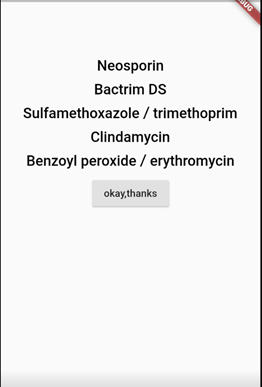 Neosporin
Bactrim DS
Sulfamethoxazole / trimethoprim
Clindamycin
Benzoyl peroxide / erythromycin
okay,thanks